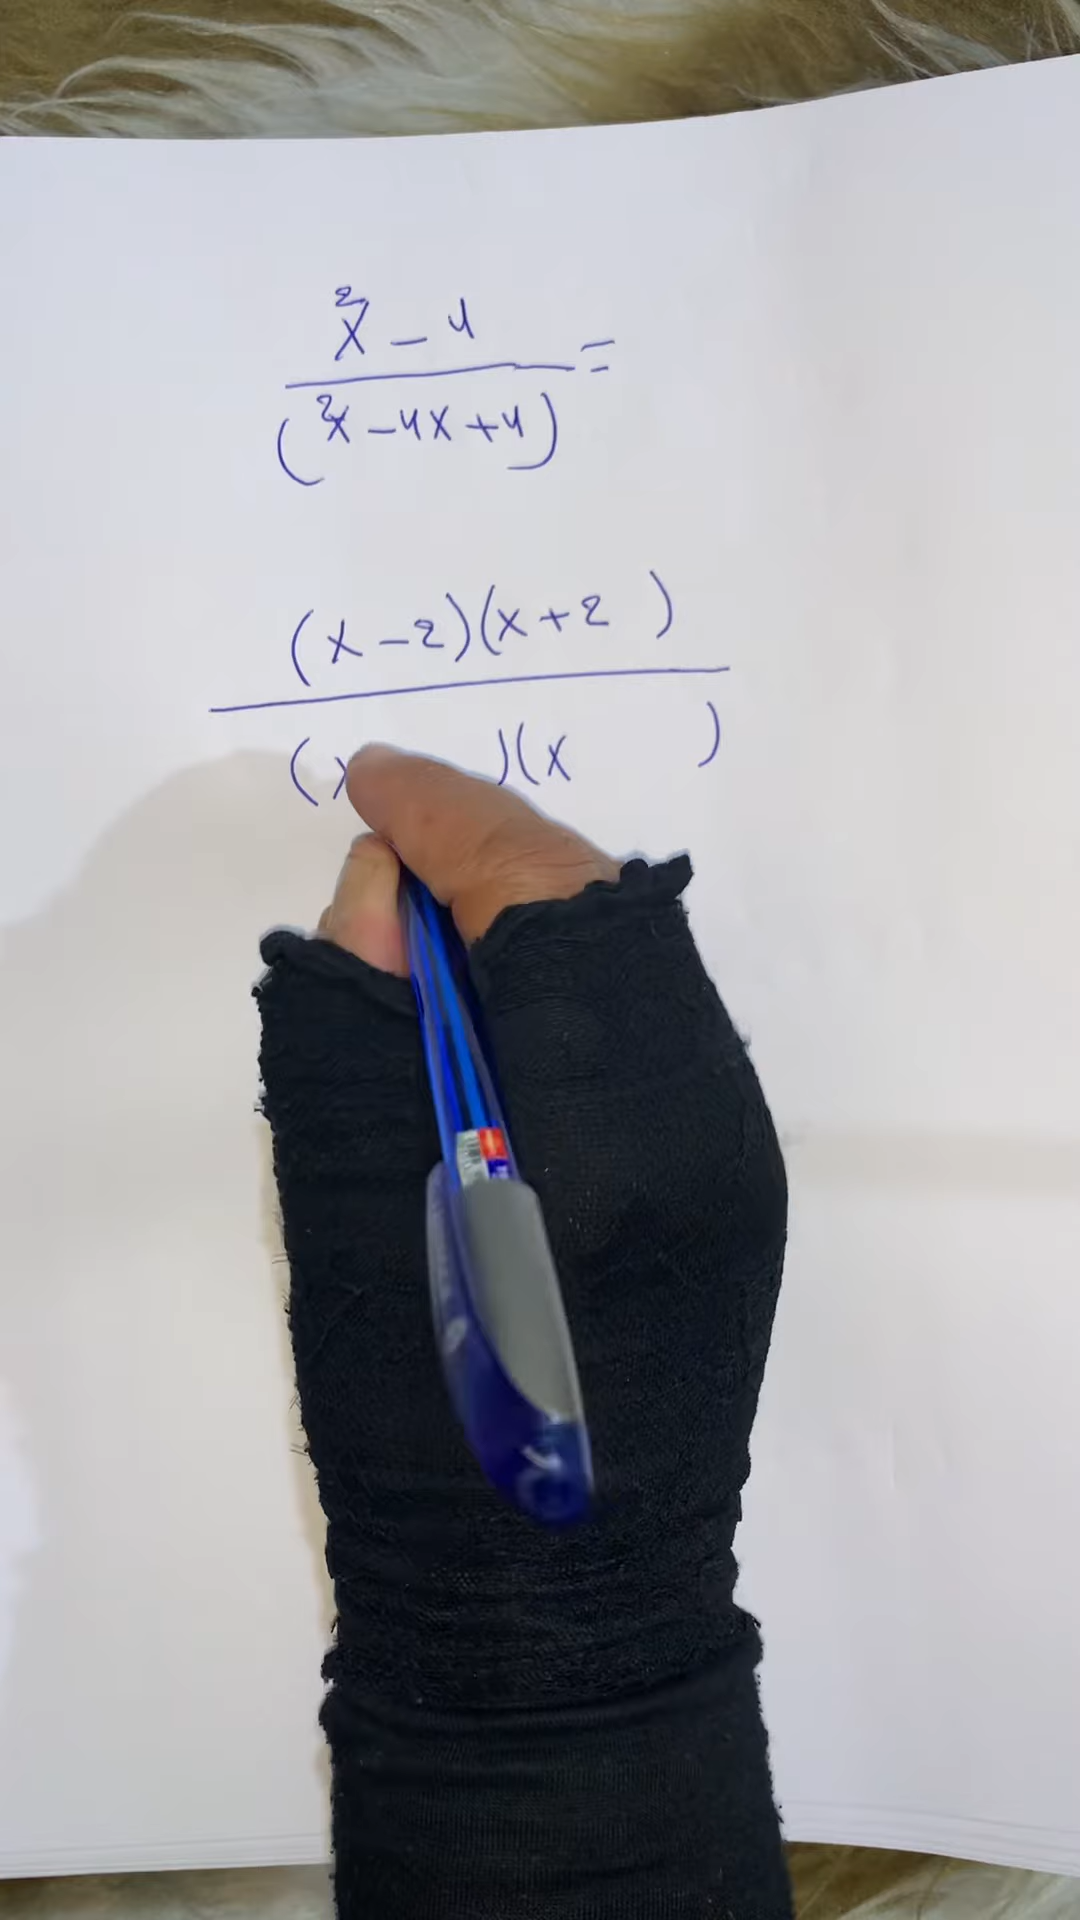 x² - 4
(x² - 4x + 4) =
(x - 2)(x + 2 )
(x )(x )